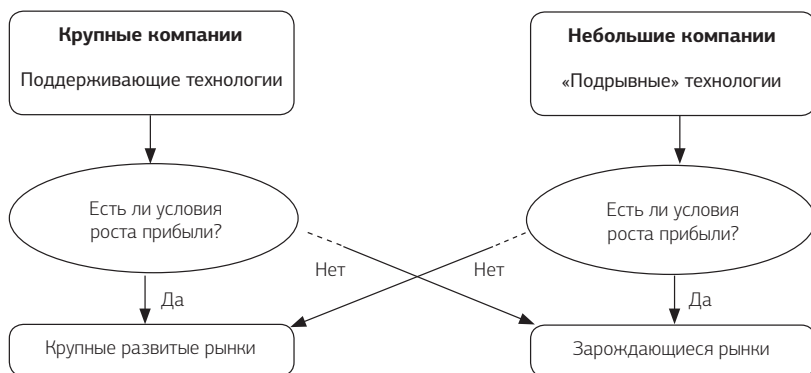 Крупные компании
Поддерживающие технологии
Небольшие компании
«Подрывные» технологии
Есть ли условия
роста прибыли?
Есть ли условия
роста прибыли?
Нет
Нет
Да
Да
Крупные развитые рынки
Зарождающиеся рынки